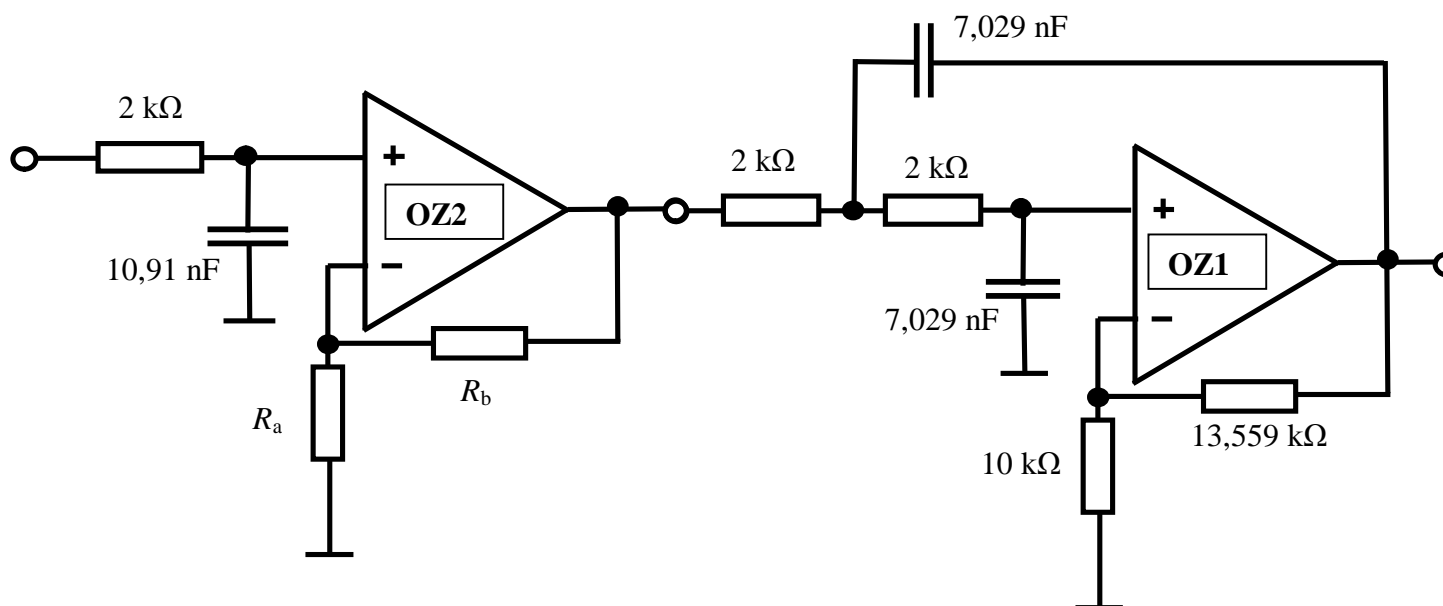 7,029 nF
2 kΩ
+
OZ2
10,91 nF
−
R_b
R_a
2 kΩ
2 kΩ
+
OZ1
7,029 nF
−
13,559 kΩ
10 kΩ